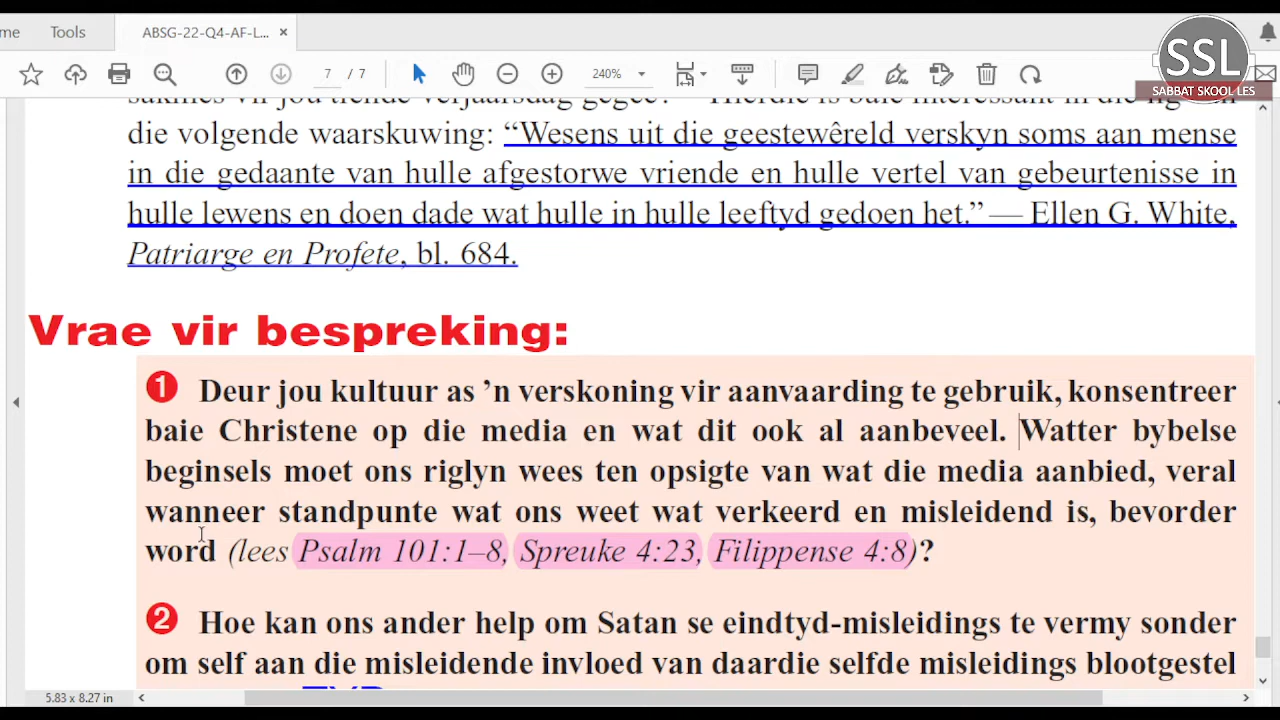 me Tools ABSG-22-Q4-AF-L... ×
7 / 7 240%
SSL
SABBAT SKOOL LES
die volgende waarskuwing: “Wesens uit die geestewêreld verskyn soms aan mense
in die gedaante van hulle afgestorwe vriende en hulle vertel van gebeurtenisse in
hulle lewens en doen dade wat hulle in hulle leeftyd gedoen het.” — Ellen G. White,
Patriarge en Profete, bl. 684.
Vrae vir bespreking:
1 Deur jou kultuur as ’n verskoning vir aanvaarding te gebruik, konsentreer
baie Christene op die media en wat dit ook al aanbeveel. Watter bybelse
beginsels moet ons riglyn wees ten opsigte van wat die media aanbied, veral
wanneer standpunte wat ons weet wat verkeerd en misleidend is, bevorder
word (lees Psalm 101:1–8, Spreuke 4:23, Filippense 4:8)?
2 Hoe kan ons ander help om Satan se eindtyd-misleidings te vermy sonder
om self aan die misleidende invloed van daardie selfde misleidings blootgestel
5.83 x 8.27 in